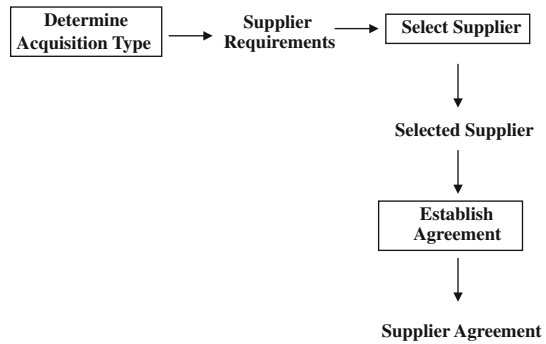 Determine
Acquisition Type
Supplier
Requirements
Select Supplier
Selected Supplier
Establish
Agreement
Supplier Agreement